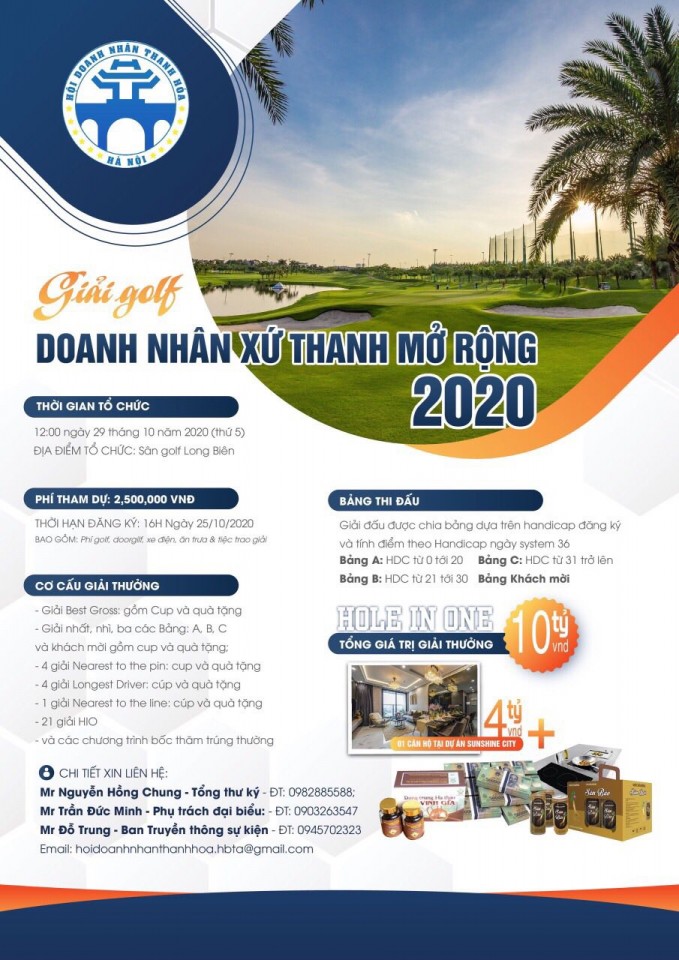 HỘI DOANH NHÂN THANH HÓA
HÀ NỘI
Giải golf
DOANH NHÂN XỨ THANH MỞ RỘNG
2020
THỜI GIAN TỔ CHỨC
12:00 ngày 29 tháng 10 năm 2020 (thứ 5)
ĐỊA ĐIỂM TỔ CHỨC: Sân golf Long Biên
PHÍ THAM DỰ: 2,500,000 VNĐ
THỜI HẠN ĐĂNG KÝ: 16H Ngày 25/10/2020
BAO GỒM: Phí golf, doorgif, xe điện, ăn trưa & tiệc trao giải
CƠ CẤU GIẢI THƯỞNG
- Giải Best Gross: gồm Cup và quà tặng
- Giải nhất, nhì, ba các Bảng: A, B, C
và khách mời gồm cup và quà tặng;
- 4 giải Nearest to the pin: cup và quà tặng
- 4 giải Longest Driver: cúp và quà tặng
- 1 giải Nearest to the line: cúp và quà tặng
- 21 giải HIO
- và các chương trình bốc thăm trúng thưởng
BẢNG THI ĐẤU
Giải đấu được chia bảng dựa trên handicap đăng ký
và tính điểm theo Handicap ngày system 36
Bảng A: HDC từ 0 tới 20 Bảng C: HDC từ 31 trở lên
Bảng B: HDC từ 21 tới 30 Bảng Khách mời
HOLE IN ONE
TỔNG GIÁ TRỊ GIẢI THƯỞNG
10 tỷ
vnd
4 tỷ
vnd
+
01 CĂN HỘ TẠI DỰ ÁN SUNSHINE CITY
VINH GIA
CHI TIẾT XIN LIÊN HỆ:
Mr Nguyễn Hồng Chung - Tổng thư ký - ĐT: 0982885588;
Mr Trần Đức Minh - Phụ trách đại biểu: - ĐT: 0903263547
Mr Đỗ Trung - Ban Truyền thông sự kiện - ĐT: 0945702323
Email: hoidoanhnhanthanhhoa.hbta@gmail.com